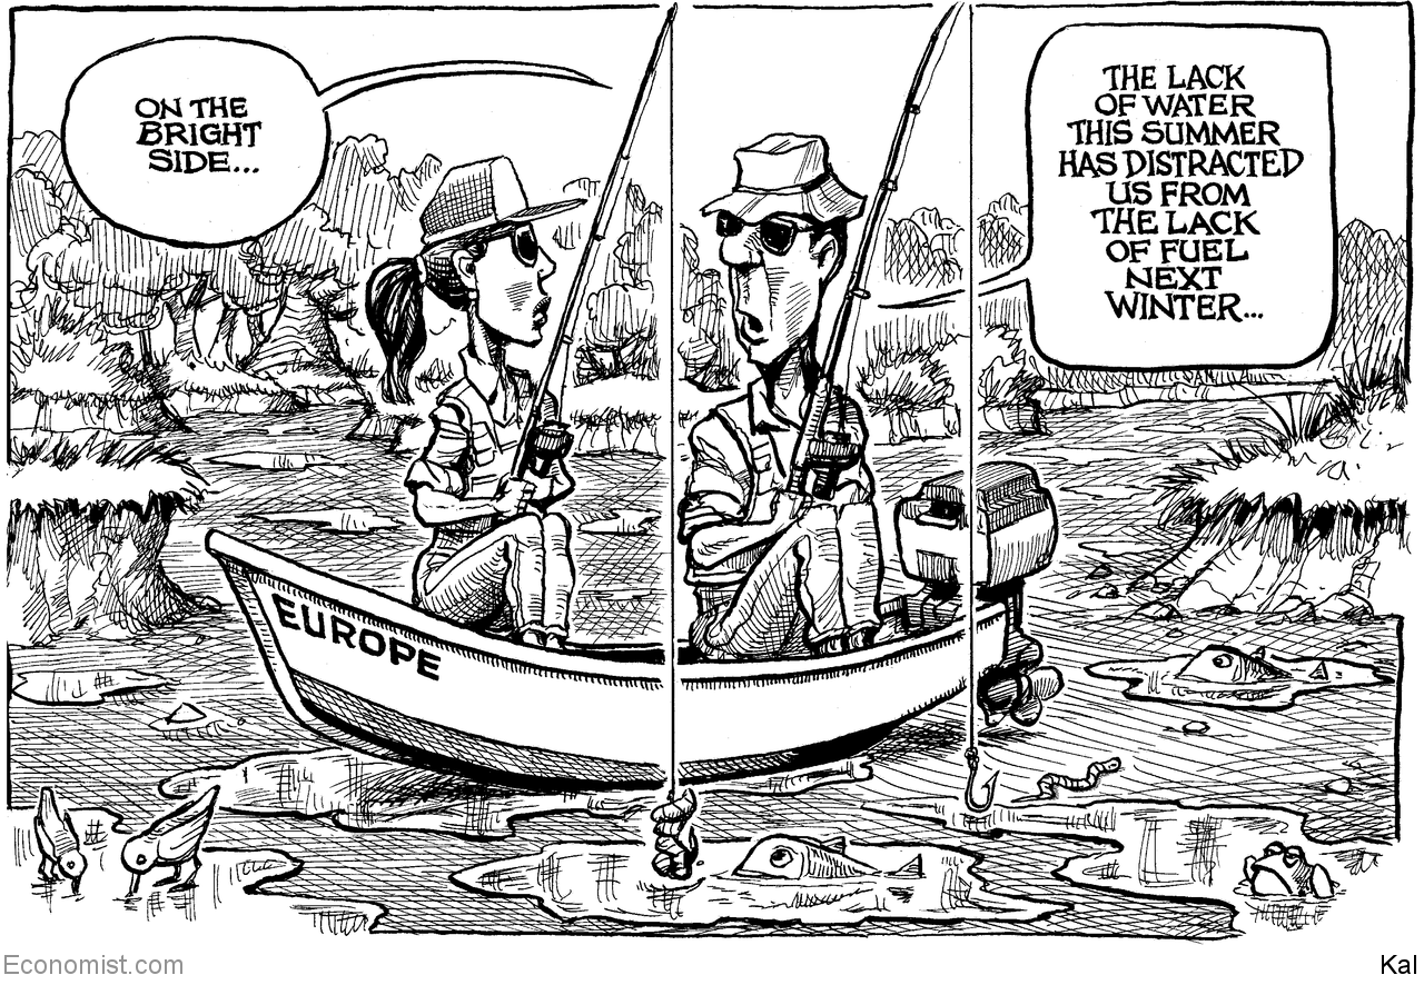 ON THE
BRIGHT
SIDE...
THE LACK
OF WATER
THIS SUMMER
HAS DISTRACTED
US FROM
THE LACK
OF FUEL
NEXT
WINTER...
EUROPE
Economist.com
Kal